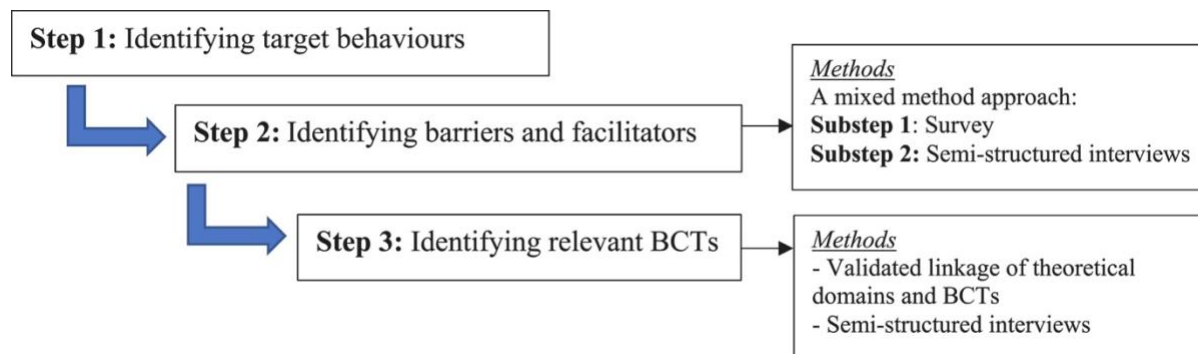 Step 1: Identifying target behaviours
Step 2: Identifying barriers and facilitators
Methods
A mixed method approach:
Substep 1: Survey
Substep 2: Semi-structured interviews
Step 3: Identifying relevant BCTs
Methods
- Validated linkage of theoretical
domains and BCTs
- Semi-structured interviews